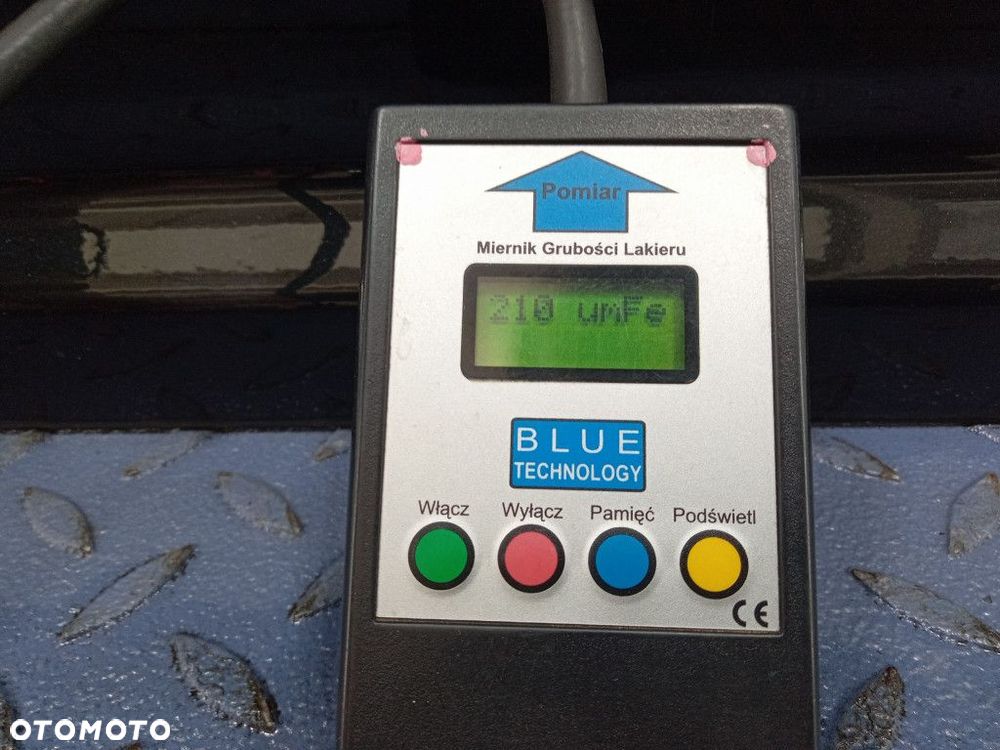 Pomiar
Miernik Grubości Lakieru
210 umFe
BLUE
TECHNOLOGY
Włącz Wyłącz Pamięć Podświetl
CE
OTOMOTO